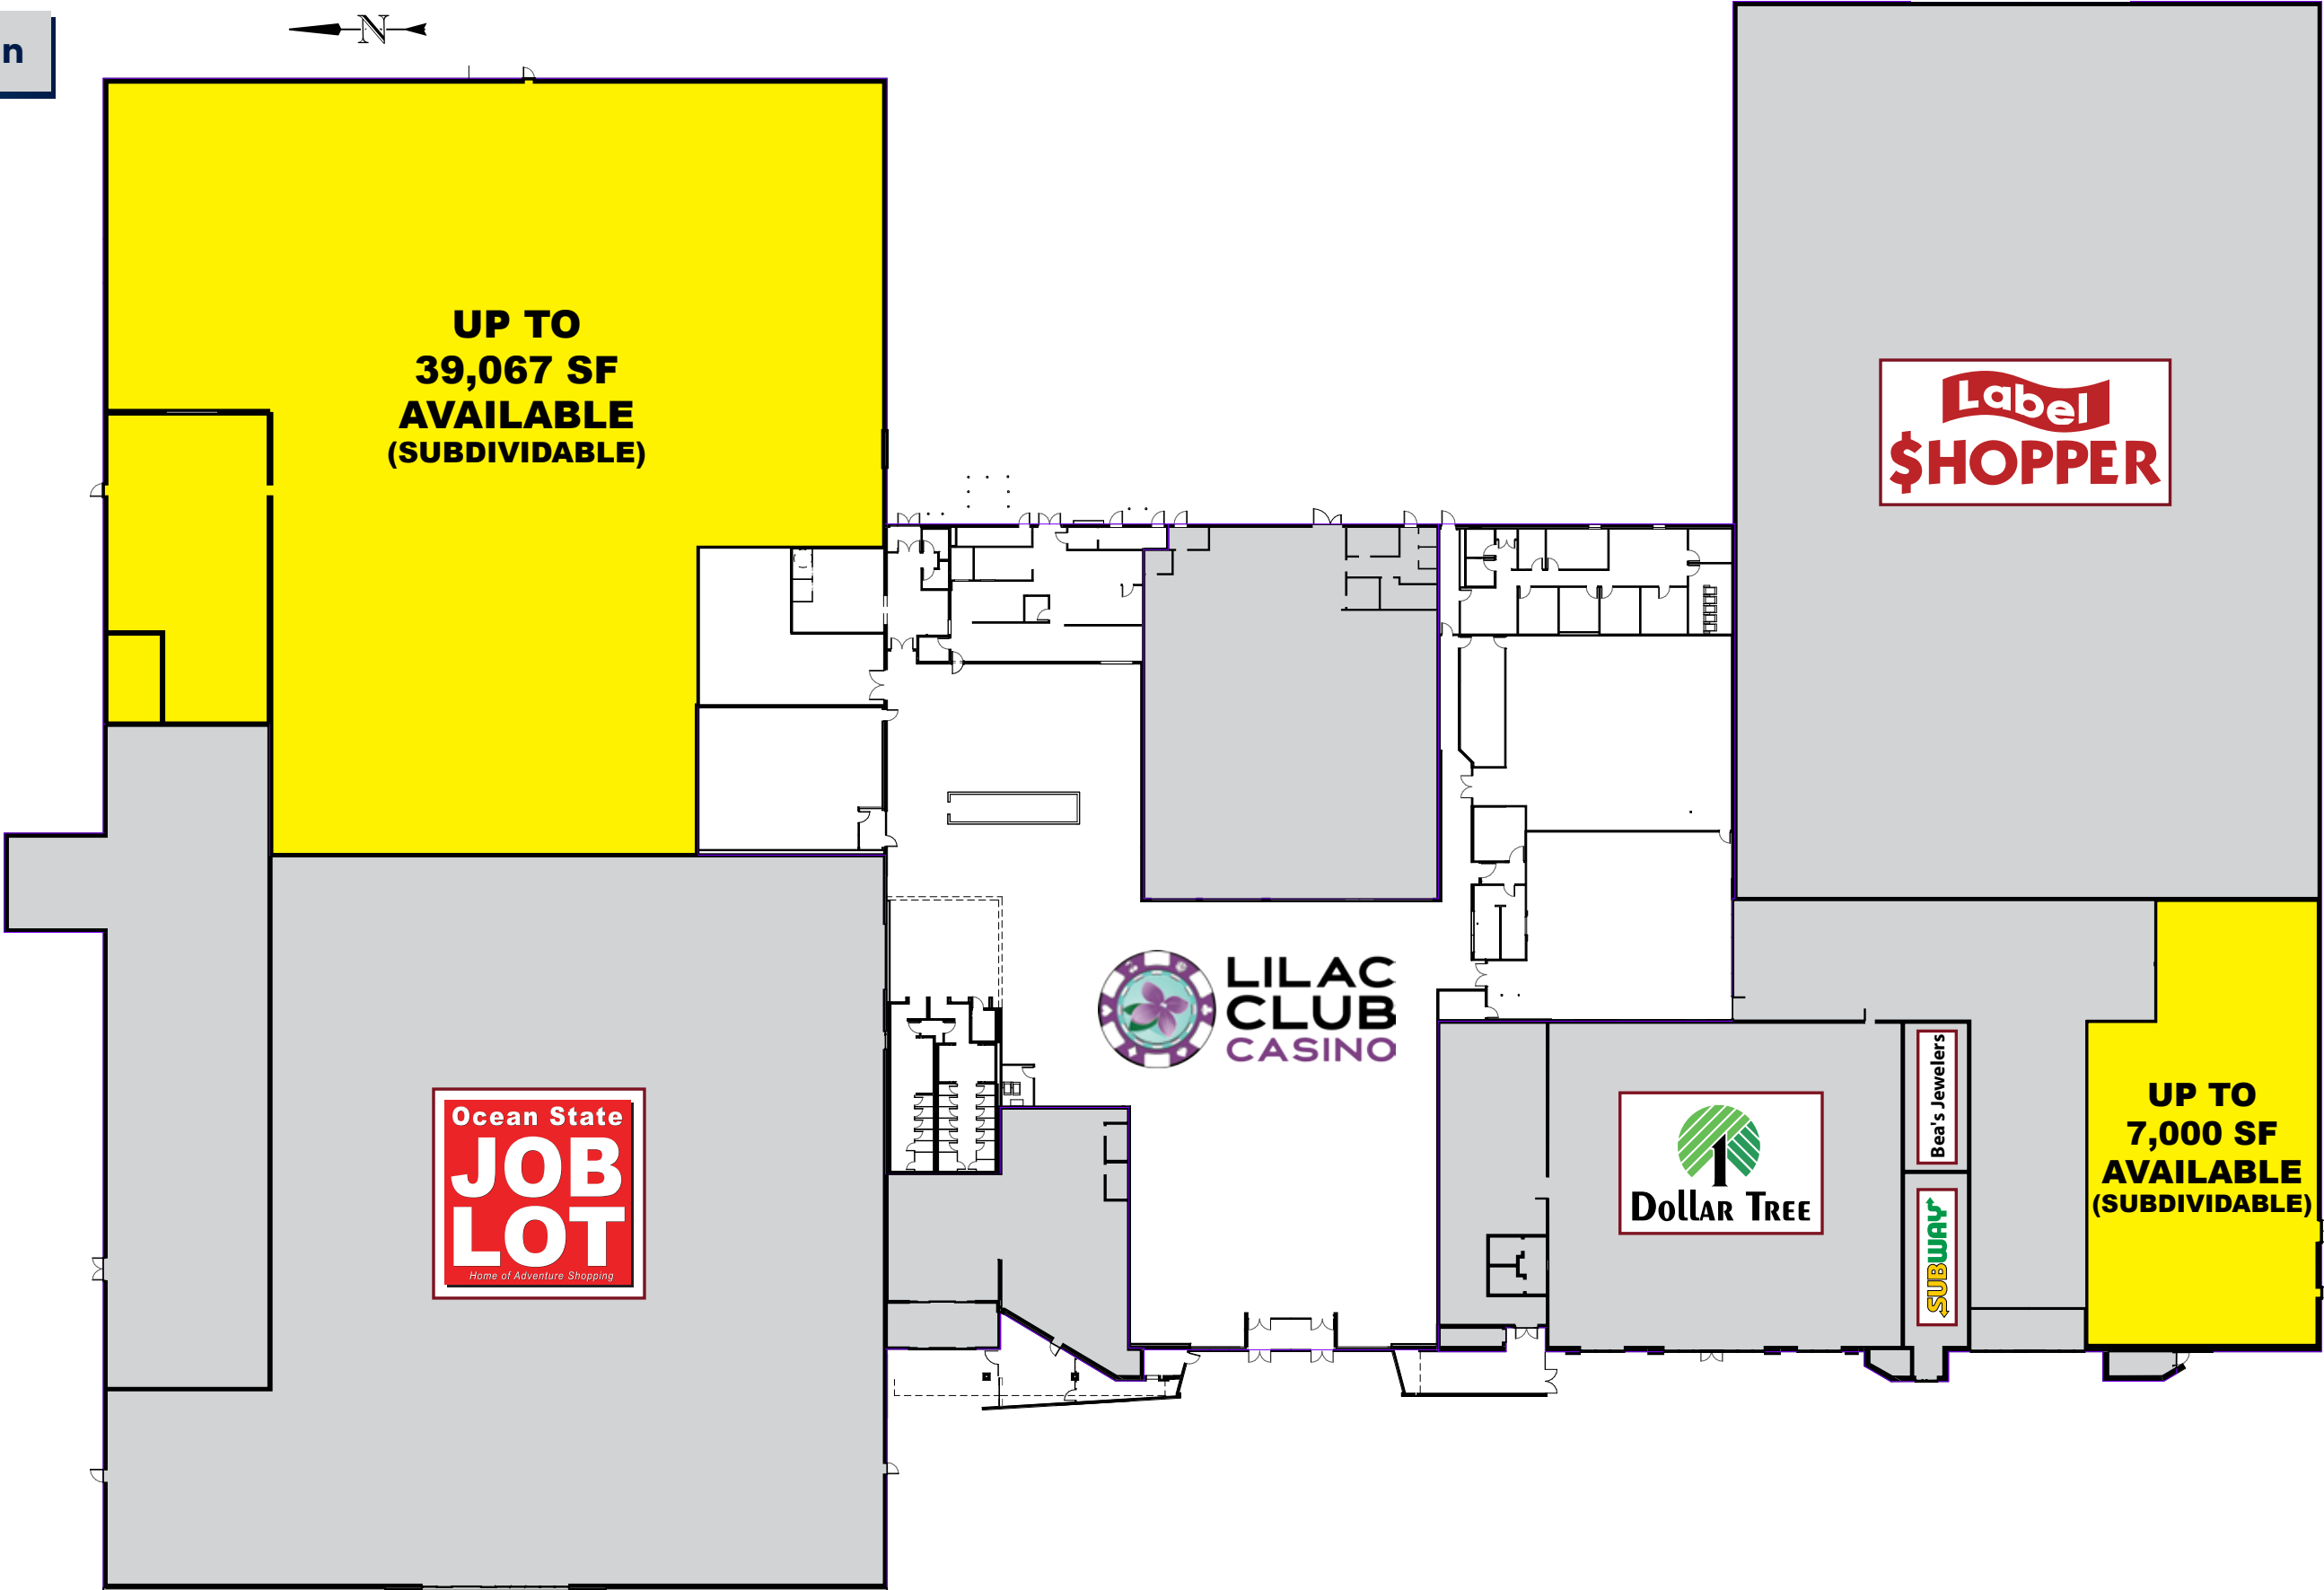 n
N
UP TO
39,067 SF
AVAILABLE
(SUBDIVIDABLE)
Label
$HOPPER
LILAC
CLUB
CASINO
Ocean State
JOB
LOT
Home of Adventure Shopping
Dollar Tree
Bea's Jewelers
SUBWAY
UP TO
7,000 SF
AVAILABLE
(SUBDIVIDABLE)